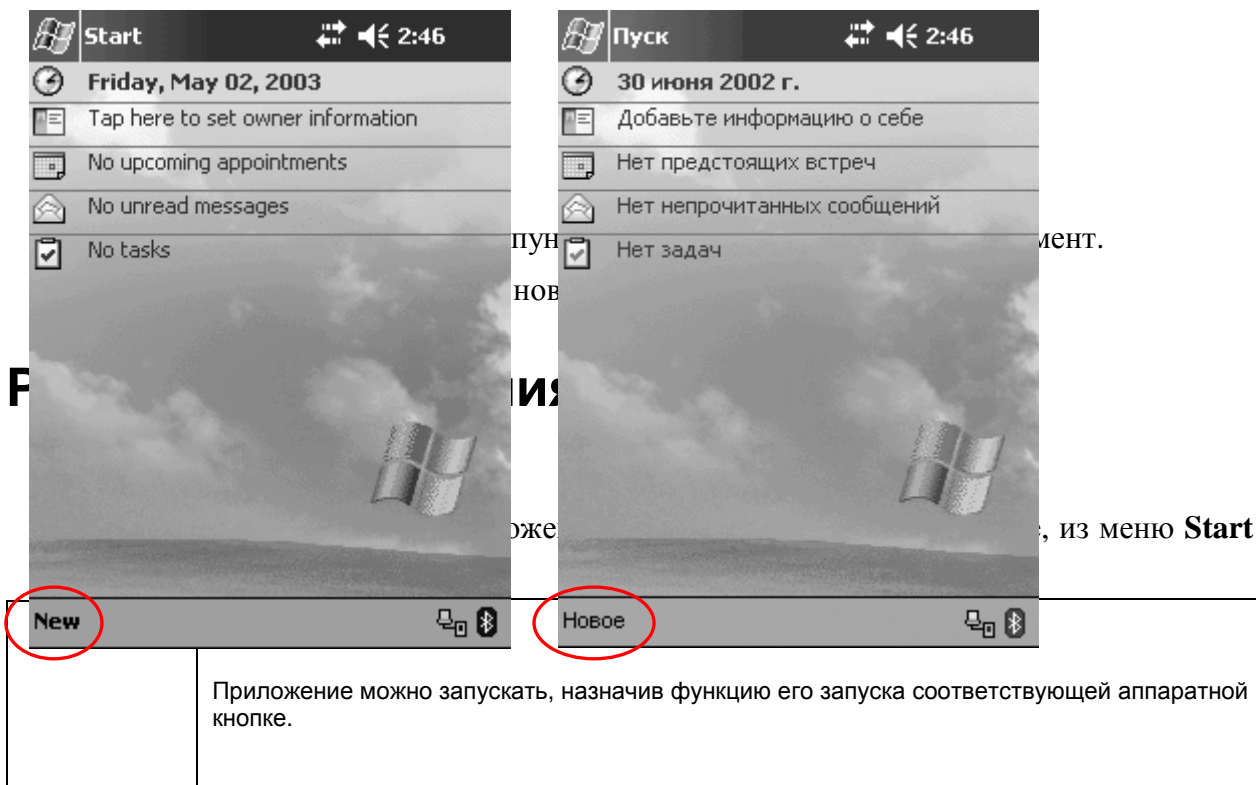 Start 2:46
Friday, May 02, 2003
Tap here to set owner information
No upcoming appointments
No unread messages
No tasks
New
Пуск 2:46
30 июня 2002 г.
Добавьте информацию о себе
Нет предстоящих встреч
Нет непрочитанных сообщений
Нет задач
Новое
, из меню Start
Приложение можно запускать, назначив функцию его запуска соответствующей аппаратной
кнопке.